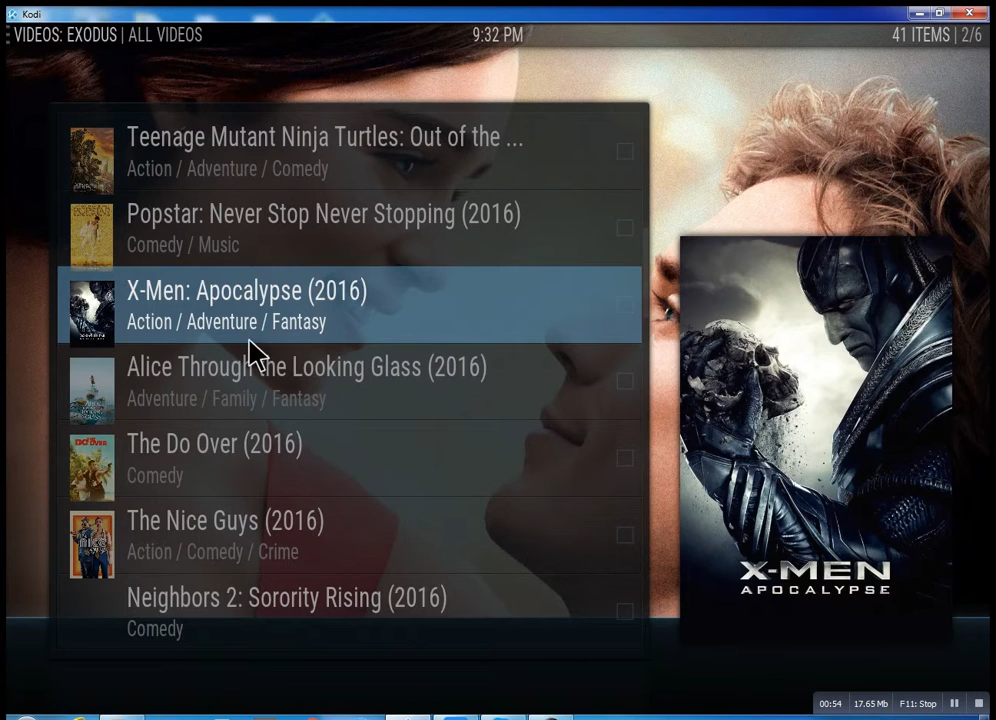 Kodi
VIDEOS: EXODUS | ALL VIDEOS
9:32 PM
41 ITEMS | 2/6
Teenage Mutant Ninja Turtles: Out of the ...
Action / Adventure / Comedy
Popstar: Never Stop Never Stopping (2016)
Comedy / Music
X-Men: Apocalypse (2016)
Action / Adventure / Fantasy
Alice Through the Looking Glass (2016)
Adventure / Family / Fantasy
The Do Over (2016)
Comedy
The Nice Guys (2016)
Action / Comedy / Crime
Neighbors 2: Sorority Rising (2016)
Comedy
X-MEN
APOCALYPSE
00:54
17.65 Mb
F11: Stop